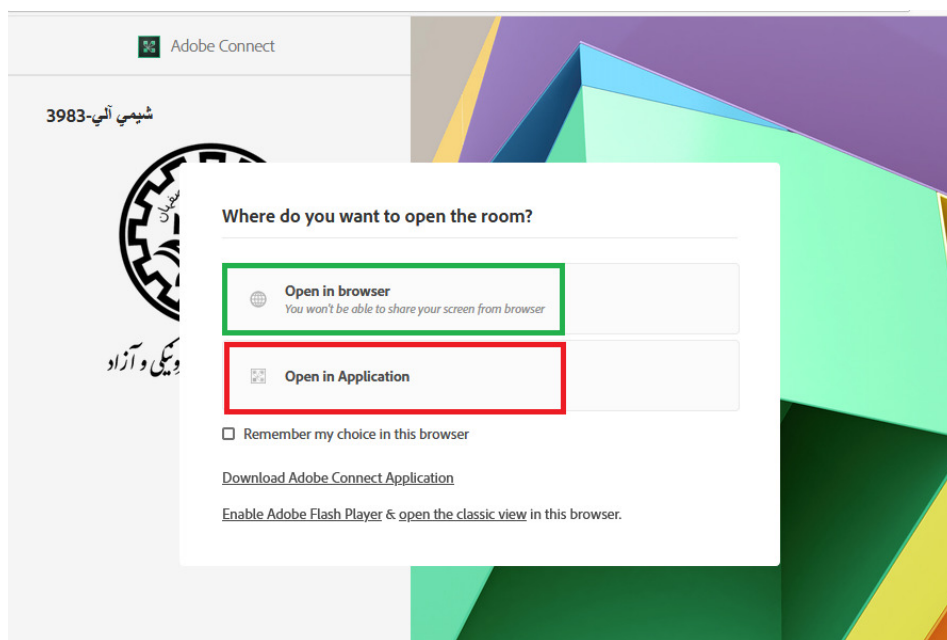 Adobe Connect
شيمي آلي-3983
Where do you want to open the room?
Open in browser
You won't be able to share your screen from browser
Open in Application
و آزاد
Remember my choice in this browser
Download Adobe Connect Application
Enable Adobe Flash Player & open the classic view in this browser.